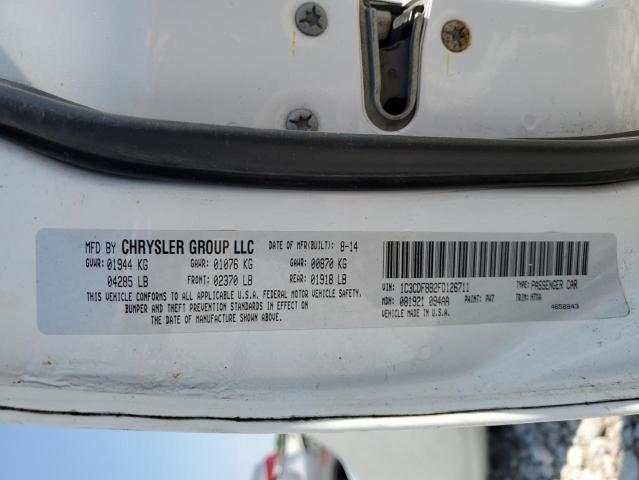 MFD BY CHRYSLER GROUP LLC DATE OF MFR(BUILT): 8-14
GVWR: 01944 KG GAWR: 01076 KG GAWR: 00870 KG
04285 LB FRONT: 02370 LB REAR: 01918 LB
THIS VEHICLE CONFORMS TO ALL APPLICABLE U.S.A. FEDERAL MOTOR VEHICLE SAFETY,
BUMPER AND THEFT PREVENTION STANDARDS IN EFFECT ON
THE DATE OF MANUFACTURE SHOWN ABOVE.
VIN: 1C3CDFBB2FD126711 TYPE: PASSENGER CAR
MDH: 081921 094AA PAINT: PW7 TRIM:
VEHICLE MADE IN U.S.A. 4658843